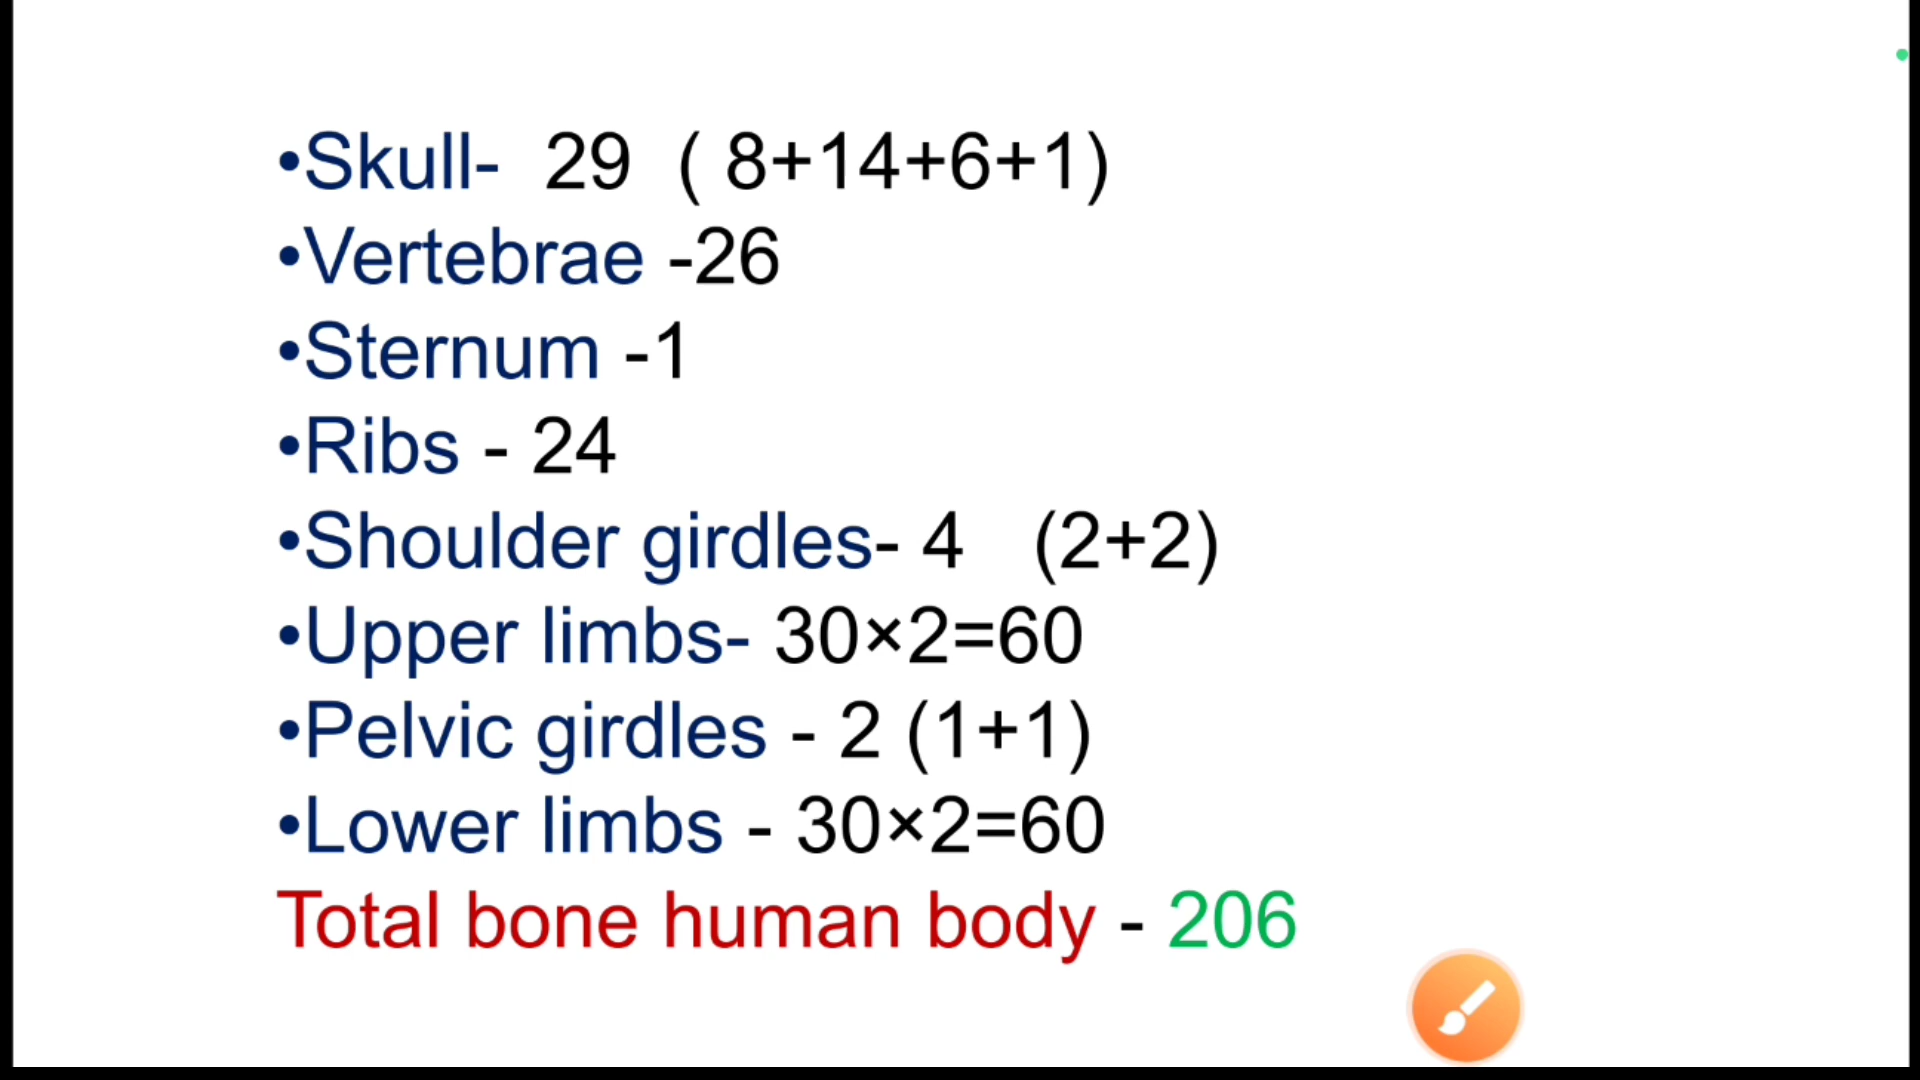 •Skull-  29  ( 8+14+6+1)
•Vertebrae -26
•Sternum -1
•Ribs - 24
•Shoulder girdles- 4   (2+2)
•Upper limbs- 30×2=60
•Pelvic girdles - 2 (1+1)
•Lower limbs - 30×2=60
Total bone human body - 206